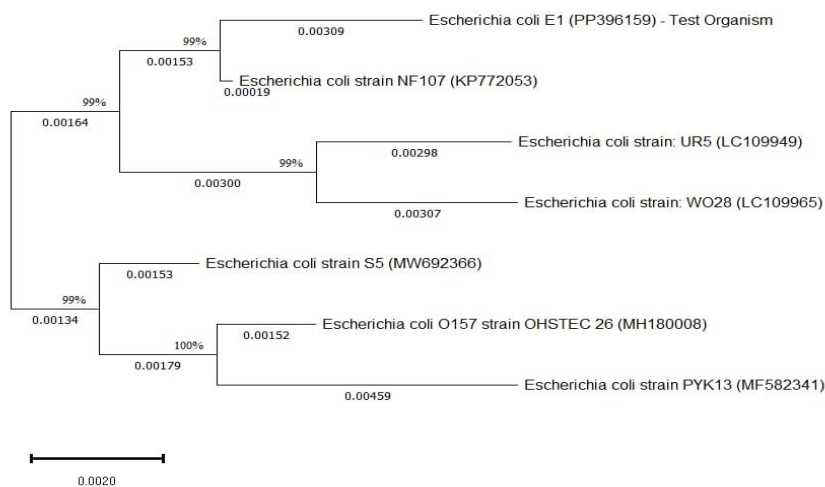 Escherichia coli E1 (PP396159) - Test Organism
0.00309
99%
0.00153
Escherichia coli strain NF107 (KP772053)
0.00019
99%
0.00164
Escherichia coli strain: UR5 (LC109949)
0.00298
99%
0.00300
Escherichia coli strain: WO28 (LC109965)
0.00307
Escherichia coli strain S5 (MW692366)
0.00153
99%
0.00134
Escherichia coli O157 strain OHSTEC 26 (MH180008)
0.00152
100%
0.00179
Escherichia coli strain PYK13 (MF582341)
0.00459
0.0020